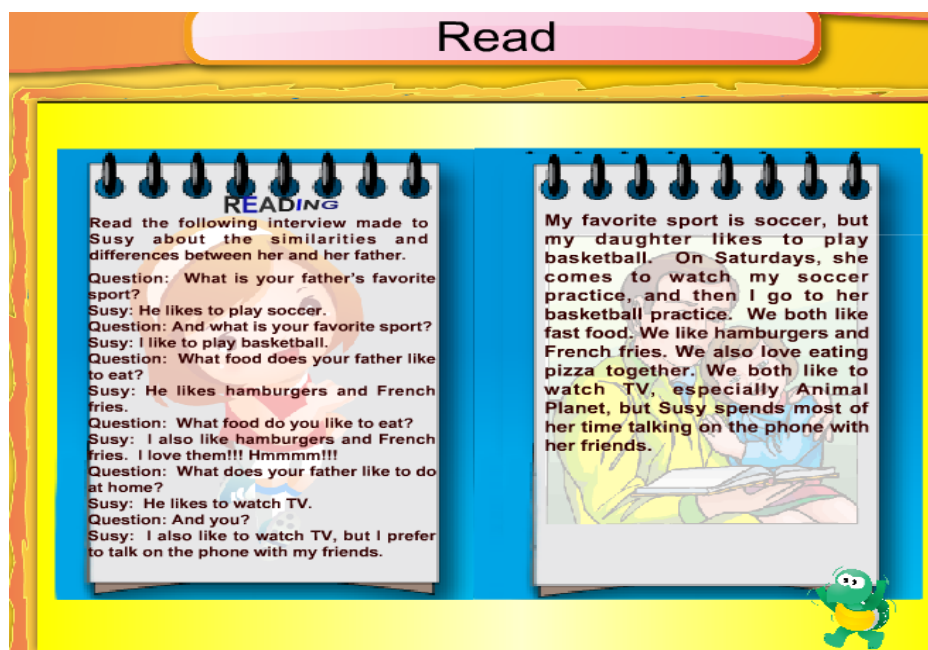 Read
READING
Read the following interview made to
Susy about the similarities and
differences between her and her father.
Question: What is your father's favorite
sport?
Susy: He likes to play soccer.
Question: And what is your favorite sport?
Susy: I like to play basketball.
Question: What food does your father like
to eat?
Susy: He likes hamburgers and French
fries.
Question: What food do you like to eat?
Susy: I also like hamburgers and French
fries. I love them!!! Hmmmm!!!
Question: What does your father like to do
at home?
Susy: He likes to watch TV.
Question: And you?
Susy: I also like to watch TV, but I prefer
to talk on the phone with my friends.
My favorite sport is soccer, but
my daughter likes to play
basketball. On Saturdays, she
comes to watch my soccer
practice, and then I go to her
basketball practice. We both like
fast food. We like hamburgers and
French fries. We also love eating
pizza together. We both like to
watch TV, especially Animal
Planet, but Susy spends most of
her time talking on the phone with
her friends.